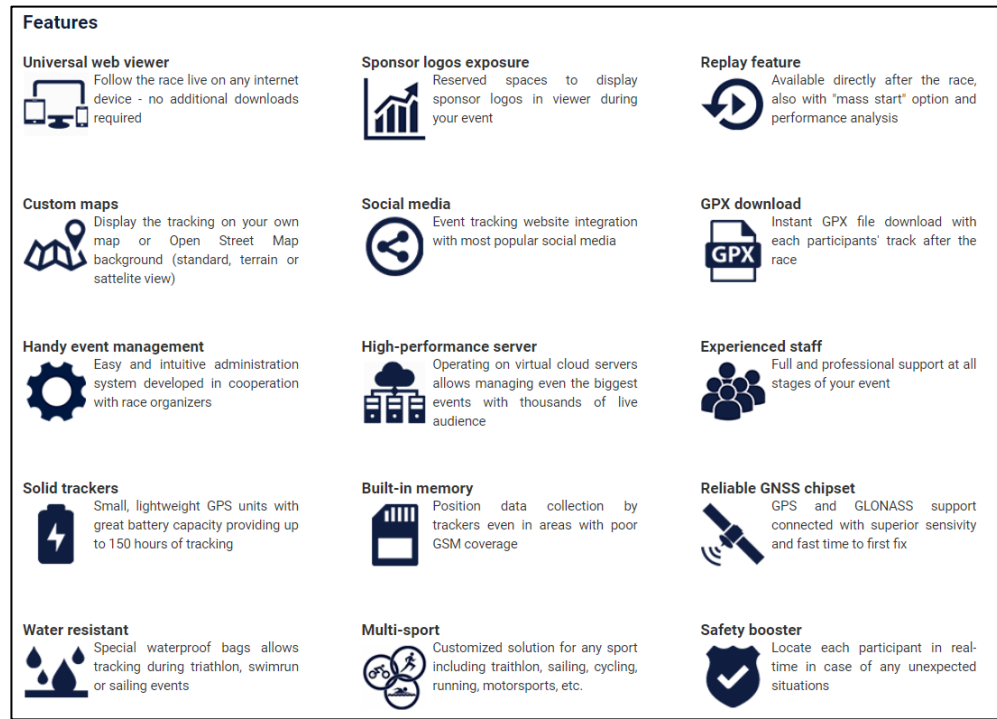 Features
Universal web viewer
Follow the race live on any internet
device - no additional downloads
required
Sponsor logos exposure
Reserved spaces to display
sponsor logos in viewer during
your event
Replay feature
Available directly after the race,
also with "mass start" option and
performance analysis
Custom maps
Display the tracking on your own
map or Open Street Map
background (standard, terrain or
sattelite view)
Social media
Event tracking website integration
with most popular social media
GPX download
GPX
Instant GPX file download with
each participants' track after the
race
Handy event management
Easy and intuitive administration
system developed in cooperation
with race organizers
High-performance server
Operating on virtual cloud servers
allows managing even the biggest
events with thousands of live
audience
Experienced staff
Full and professional support at all
stages of your event
Solid trackers
Small, lightweight GPS units with
great battery capacity providing up
to 150 hours of tracking
Built-in memory
Position data collection by
trackers even in areas with poor
GSM coverage
Reliable GNSS chipset
GPS and GLONASS support
connected with superior sensivity
and fast time to first fix
Water resistant
Special waterproof bags allows
tracking during triathlon, swimrun
or sailing events
Multi-sport
Customized solution for any sport
including traithlon, sailing, cycling,
running, motorsports, etc.
Safety booster
Locate each participant in real-
time in case of any unexpected
situations